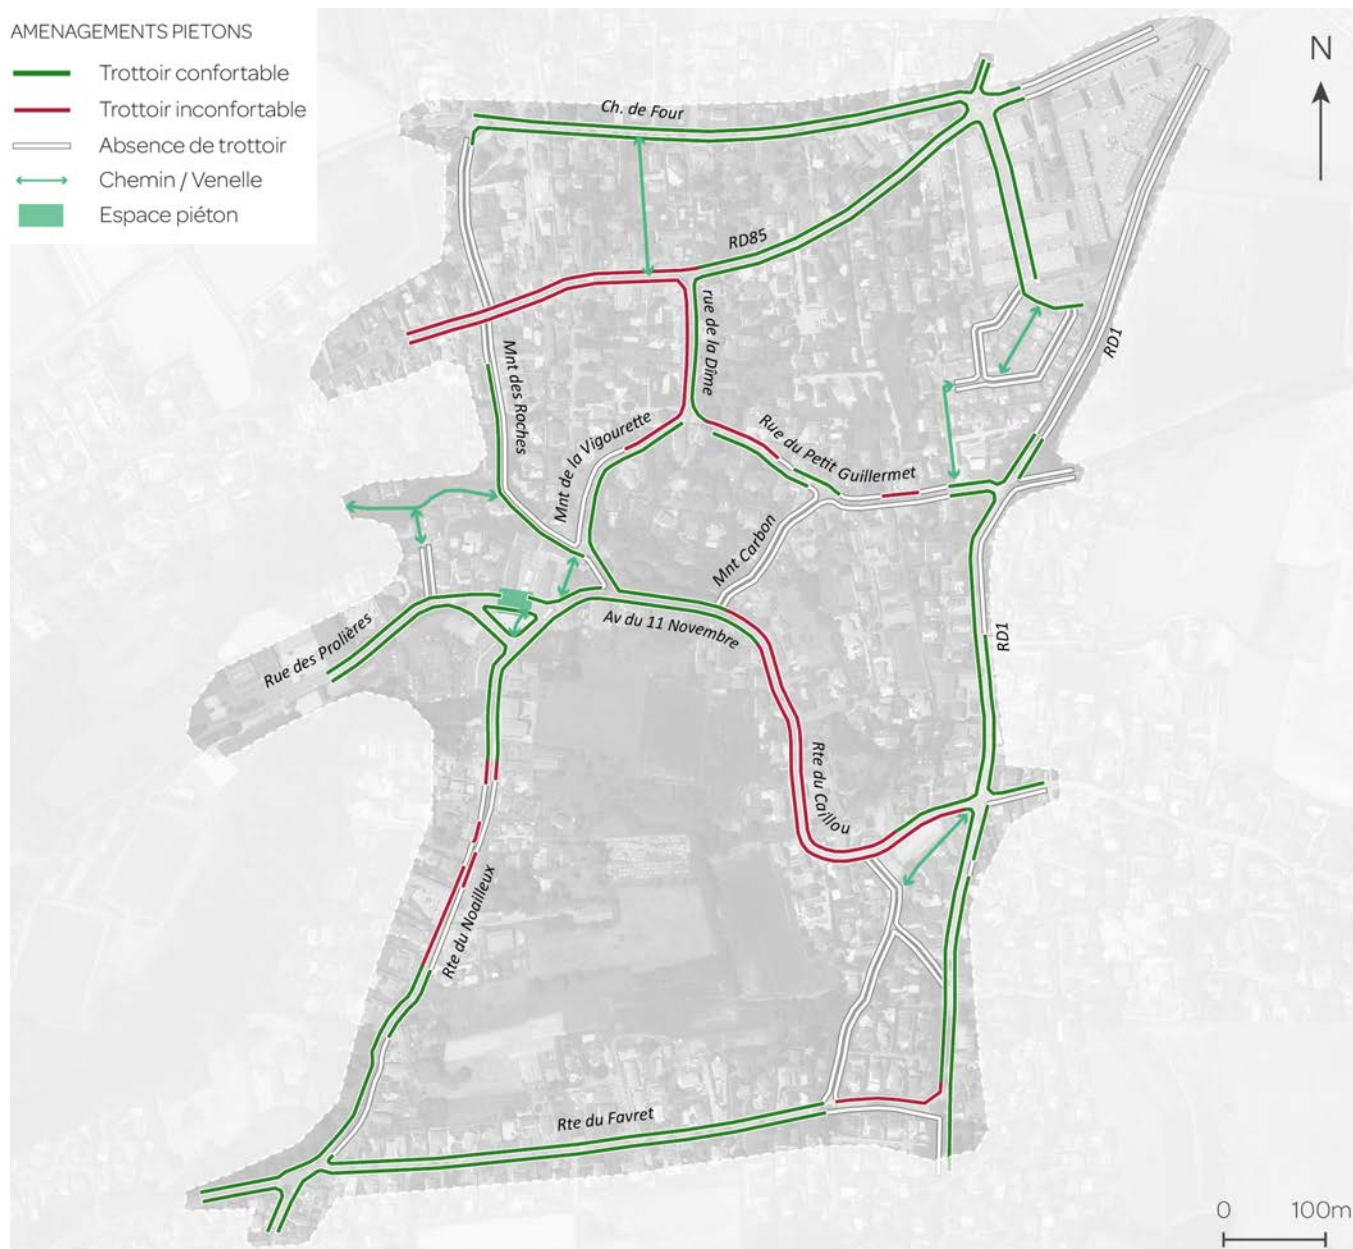 AMENAGEMENTS PIETONS
Trottoir confortable
Trottoir inconfortable
Absence de trottoir
Chemin / Venelle
Espace piéton
N
Ch. de Four
RD85
rue de la Dîme
RD1
Mnt des Roches
Mnt de la Vigourette
Rue du Petit Guillermet
Mnt Carbon
Av du 11 Novembre
RD1
Rue des Prolières
Rte du Caillou
Rte du Noailleux
Rte du Favret
0 100m